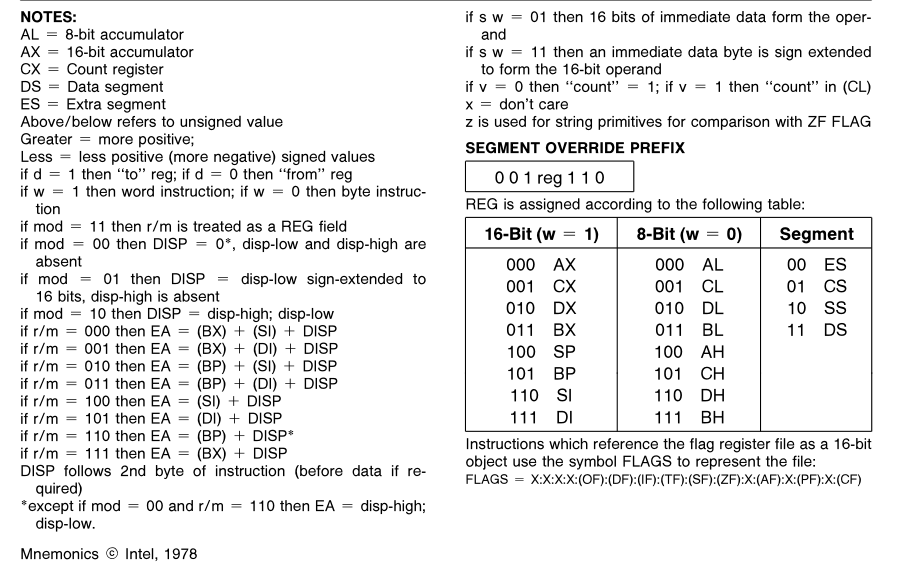 NOTES:
AL = 8-bit accumulator
AX = 16-bit accumulator
CX = Count register
DS = Data segment
ES = Extra segment
Above/below refers to unsigned value
Greater = more positive;
Less = less positive (more negative) signed values
if d = 1 then “to” reg; if d = 0 then “from” reg
if w = 1 then word instruction; if w = 0 then byte instruc-
tion
if mod = 11 then r/m is treated as a REG field
if mod = 00 then DISP = 0*, disp-low and disp-high are
absent
if mod = 01 then DISP = disp-low sign-extended to
16 bits, disp-high is absent
if mod = 10 then DISP = disp-high; disp-low
if r/m = 000 then EA = (BX) + (SI) + DISP
if r/m = 001 then EA = (BX) + (DI) + DISP
if r/m = 010 then EA = (BP) + (SI) + DISP
if r/m = 011 then EA = (BP) + (DI) + DISP
if r/m = 100 then EA = (SI) + DISP
if r/m = 101 then EA = (DI) + DISP
if r/m = 110 then EA = (BP) + DISP*
if r/m = 111 then EA = (BX) + DISP
DISP follows 2nd byte of instruction (before data if re-
quired)
*except if mod = 00 and r/m = 110 then EA = disp-high;
disp-low.
Mnemonics © Intel, 1978
if s w = 01 then 16 bits of immediate data form the oper-
and
if s w = 11 then an immediate data byte is sign extended
to form the 16-bit operand
if v = 0 then “count” = 1; if v = 1 then “count” in (CL)
x = don’t care
z is used for string primitives for comparison with ZF FLAG
SEGMENT OVERRIDE PREFIX
0 0 1 reg 1 1 0
REG is assigned according to the following table:
16-Bit (w = 1) 8-Bit (w = 0) Segment
000 AX 000 AL 00 ES
001 CX 001 CL 01 CS
010 DX 010 DL 10 SS
011 BX 011 BL 11 DS
100 SP 100 AH
101 BP 101 CH
110 SI 110 DH
111 DI 111 BH
Instructions which reference the flag register file as a 16-bit
object use the symbol FLAGS to represent the file:
FLAGS = X:X:X:X:(OF):(DF):(IF):(TF):(SF):(ZF):X:(AF):X:(PF):X:(CF)